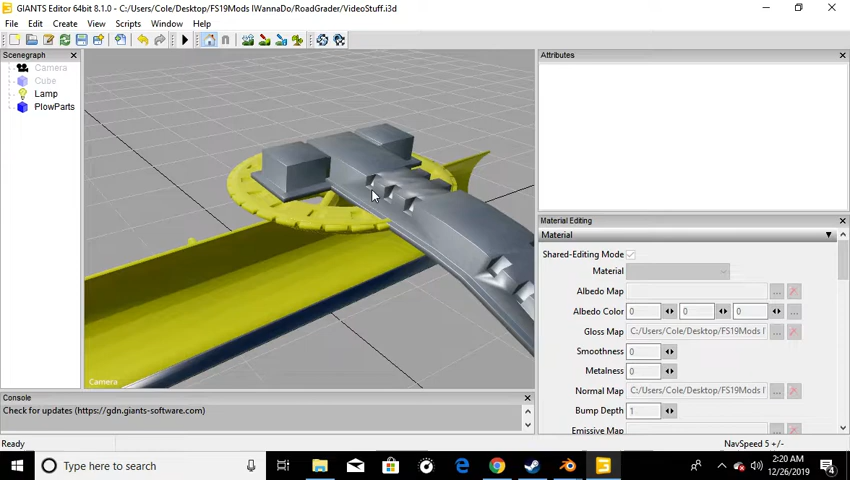 GIANTS Editor 64bit 8.1.0 - C:/Users/Cole/Desktop/FS19Mods IWannaDo/RoadGrader/VideoStuff.i3d
File Edit Create View Scripts Window Help
Scenegraph
Camera
Cube
Lamp
PlowParts
Camera
Attributes
Material Editing
Material
Shared-Editing Mode
Material
Albedo Map ...
Albedo Color 0 0 0 ...
Gloss Map C:/Users/Cole/Desktop/FS19Mods I ...
Smoothness 0
Metalness 0
Normal Map C:/Users/Cole/Desktop/FS19Mods I ...
Bump Depth 1
Emissive Map
Console
Check for updates (https://gdn.giants-software.com)
Ready
NavSpeed 5 +/-
Type here to search
2:20 AM
12/26/2019
4